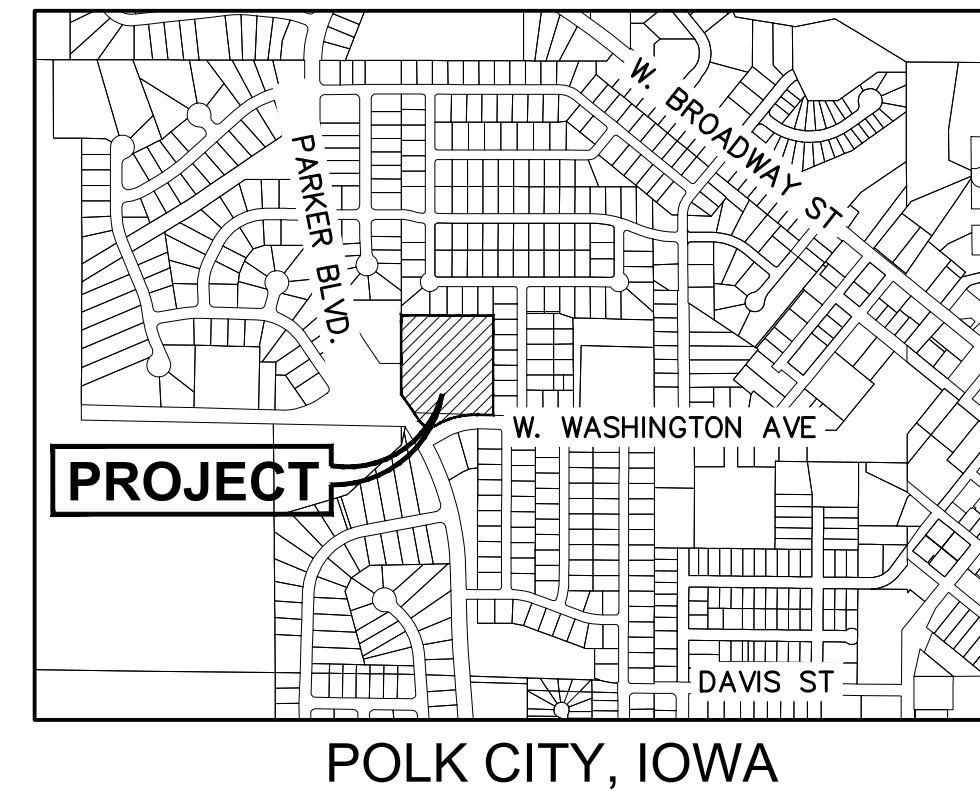 W. BROADWAY ST
PARKER BLVD.
W. WASHINGTON AVE
PROJECT
DAVIS ST
POLK CITY, IOWA